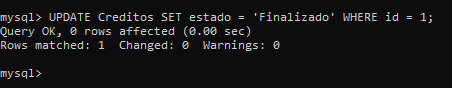 mysql> UPDATE Creditos SET estado = 'Finalizado' WHERE id = 1;
Query OK, 0 rows affected (0.00 sec)
Rows matched: 1  Changed: 0  Warnings: 0
mysql>